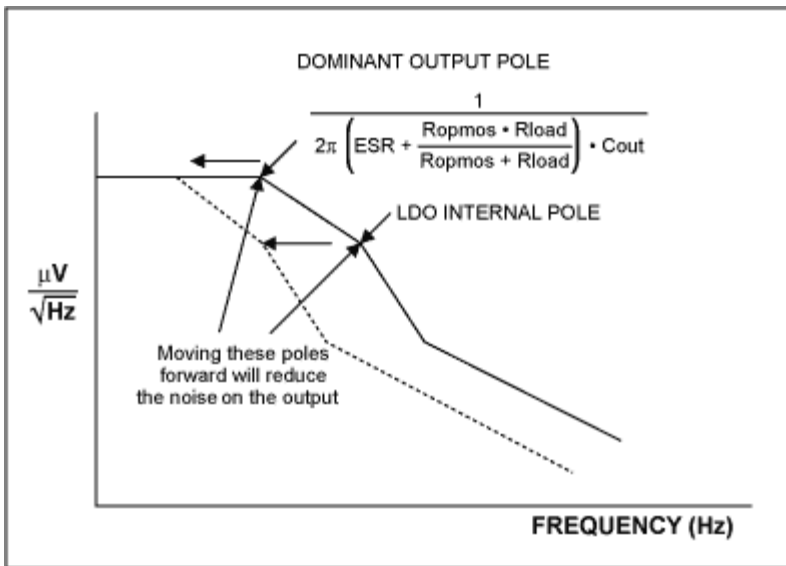 DOMINANT OUTPUT POLE
1
2π (ESR + Ropmos • Rload / Ropmos + Rload) • Cout
LDO INTERNAL POLE
μV
√Hz
Moving these poles
forward will reduce
the noise on the output
FREQUENCY (Hz)